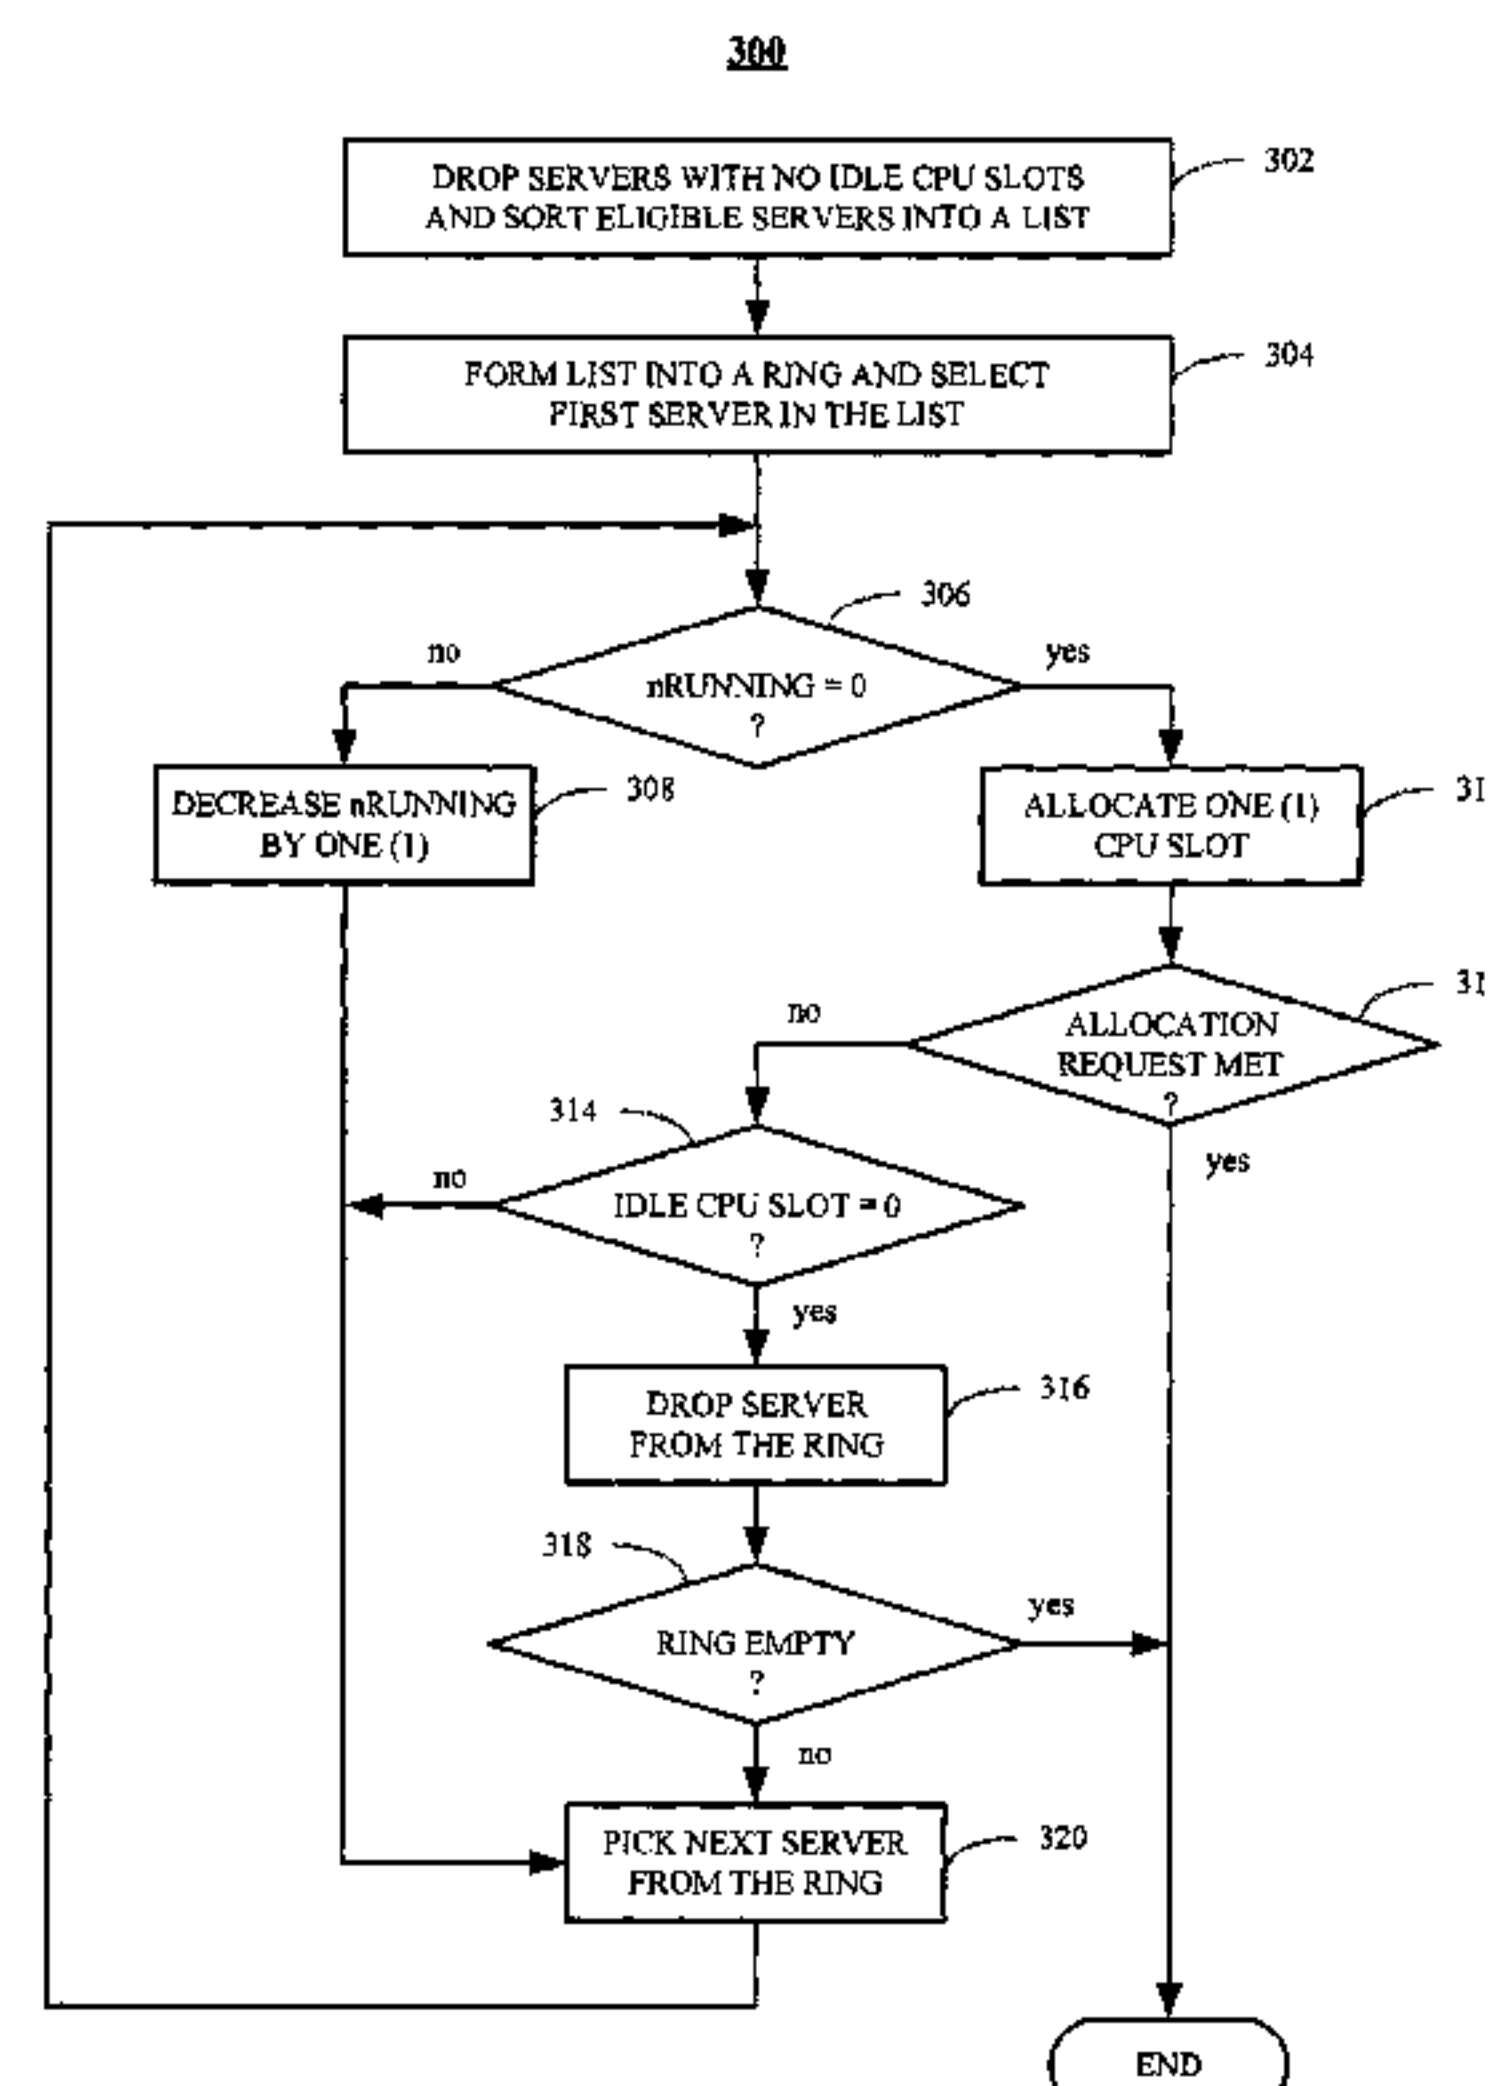 300
DROP SERVERS WITH NO IDLE CPU SLOTS
AND SORT ELIGIBLE SERVERS INTO A LIST
302
FORM LIST INTO A RING AND SELECT
FIRST SERVER IN THE LIST
304
306
no
yes
nRUNNING = 0
?
DECREASE nRUNNING
BY ONE (1)
308
ALLOCATE ONE (1)
CPU SLOT
31
ALLOCATION
REQUEST MET
?
31
no
yes
314
no
IDLE CPU SLOT = 0
?
yes
DROP SERVER
FROM THE RING
316
318
RING EMPTY
?
yes
no
PICK NEXT SERVER
FROM THE RING
320
END